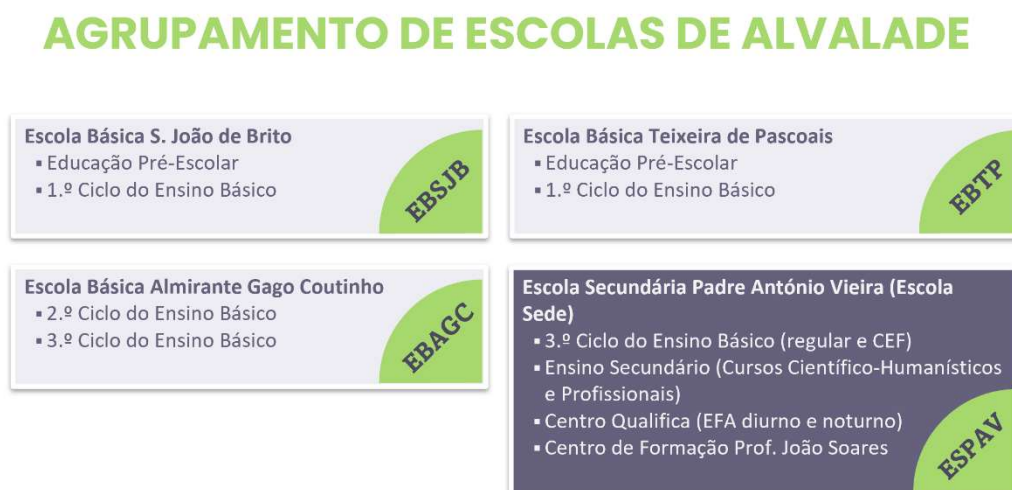 AGRUPAMENTO DE ESCOLAS DE ALVALADE
Escola Básica S. João de Brito
▪ Educação Pré-Escolar
▪ 1.º Ciclo do Ensino Básico
EBSJB
Escola Básica Teixeira de Pascoais
▪ Educação Pré-Escolar
▪ 1.º Ciclo do Ensino Básico
EBTP
Escola Básica Almirante Gago Coutinho
▪ 2.º Ciclo do Ensino Básico
▪ 3.º Ciclo do Ensino Básico
EBAGC
Escola Secundária Padre António Vieira (Escola
Sede)
▪ 3.º Ciclo do Ensino Básico (regular e CEF)
▪ Ensino Secundário (Cursos Científico-Humanísticos
e Profissionais)
▪ Centro Qualifica (EFA diurno e noturno)
▪ Centro de Formação Prof. João Soares
ESPAV